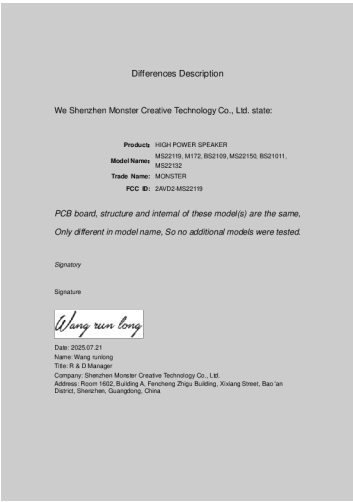 Differences Description
We Shenzhen Monster Creative Technology Co., Ltd. state:
Product: HIGH POWER SPEAKER
Model Name: MS22119, M172, BS2109, MS22150, BS21011,
MS22132
Trade Name: MONSTER
FCC ID: 2AVD2-MS22119
PCB board, structure and internal of these model(s) are the same,
Only different in model name, So no additional models were tested.
Signatory
Signature
Wang run long
Date: 2025.07.21
Name: Wang runlong
Title: R & D Manager
Company: Shenzhen Monster Creative Technology Co., Ltd.
Address: Room 1602, Building A, Fencheng Zhigu Building, Xixiang Street, Bao 'an
District, Shenzhen, Guangdong, China